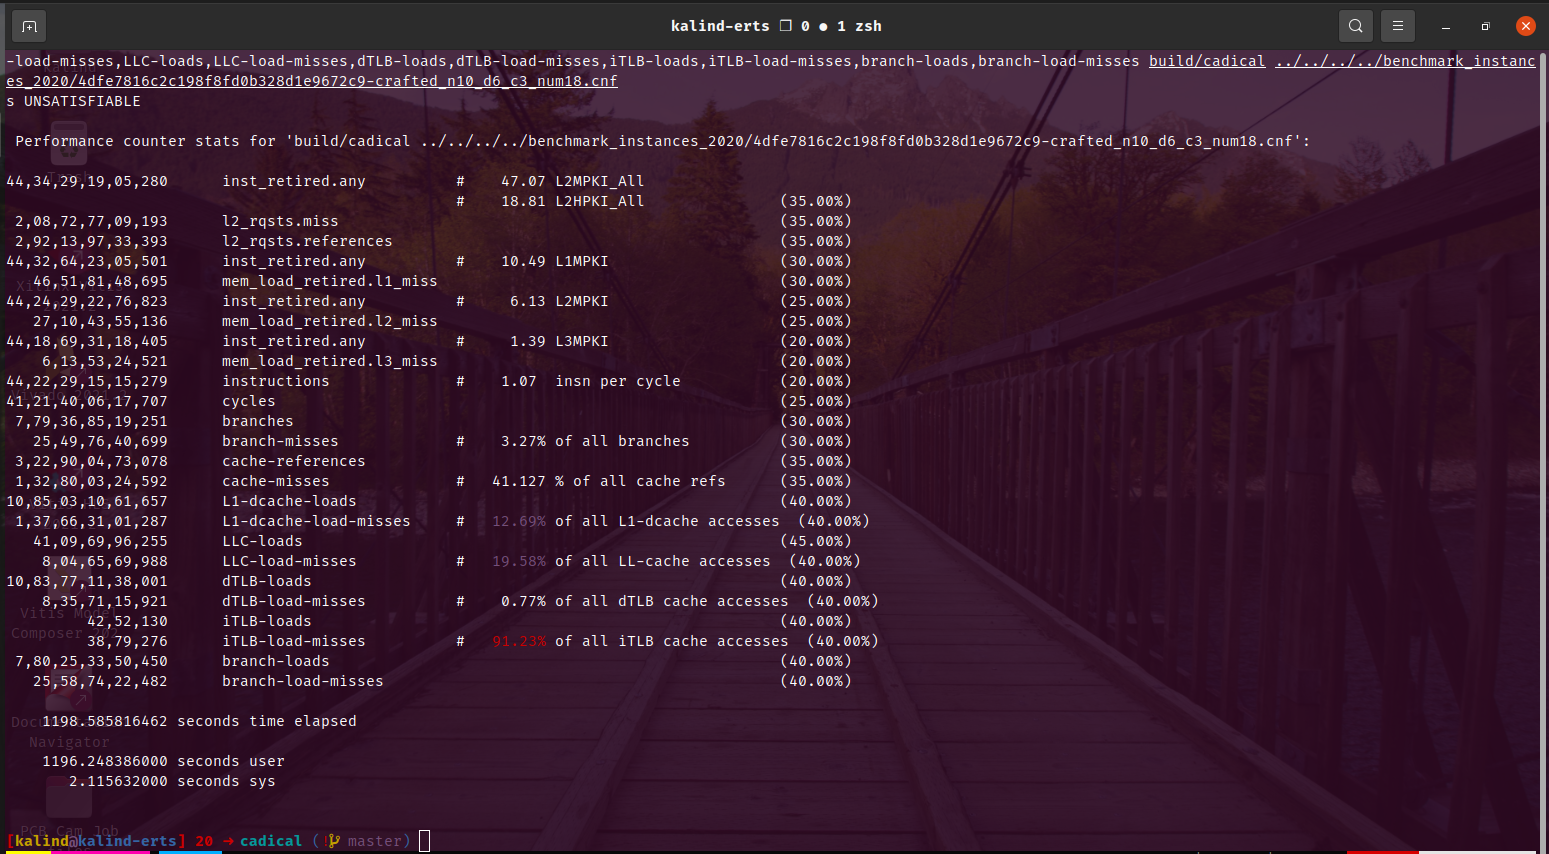 kalind-erts ❐ 0 ● 1 zsh
-load-misses,LLC-loads,LLC-load-misses,dTLB-loads,dTLB-load-misses,iTLB-loads,iTLB-load-misses,branch-loads,branch-load-misses build/cadical ../../../../benchmark_instanc
es_2020/4dfe7816c2c198f8fd0b328d1e9672c9-crafted_n10_d6_c3_num18.cnf
s UNSATISFIABLE
Performance counter stats for 'build/cadical ../../../../benchmark_instances_2020/4dfe7816c2c198f8fd0b328d1e9672c9-crafted_n10_d6_c3_num18.cnf':
44,34,29,19,05,280 inst_retired.any # 47.07 L2MPKI_All
# 18.81 L2HPKI_All (35.00%)
2,08,72,77,09,193 l2_rqsts.miss (35.00%)
2,92,13,97,33,393 l2_rqsts.references (35.00%)
44,32,64,23,05,501 inst_retired.any # 10.49 L1MPKI (30.00%)
46,51,81,48,695 mem_load_retired.l1_miss (30.00%)
44,24,29,22,76,823 inst_retired.any # 6.13 L2MPKI (25.00%)
27,10,43,55,136 mem_load_retired.l2_miss (25.00%)
44,18,69,31,18,405 inst_retired.any # 1.39 L3MPKI (20.00%)
6,13,53,24,521 mem_load_retired.l3_miss (20.00%)
44,22,29,15,15,279 instructions # 1.07 insn per cycle (20.00%)
41,21,40,06,17,707 cycles (25.00%)
7,79,36,85,19,251 branches (30.00%)
25,49,76,40,699 branch-misses # 3.27% of all branches (30.00%)
3,22,90,04,73,078 cache-references (35.00%)
1,32,80,03,24,592 cache-misses # 41.127 % of all cache refs (35.00%)
10,85,03,10,61,657 L1-dcache-loads (40.00%)
1,37,66,31,01,287 L1-dcache-load-misses # 12.69% of all L1-dcache accesses (40.00%)
41,09,69,96,255 LLC-loads (45.00%)
8,04,65,69,988 LLC-load-misses # 19.58% of all LL-cache accesses (40.00%)
10,83,77,11,38,001 dTLB-loads (40.00%)
8,35,71,15,921 dTLB-load-misses # 0.77% of all dTLB cache accesses (40.00%)
42,52,130 iTLB-loads (40.00%)
38,79,276 iTLB-load-misses # 91.23% of all iTLB cache accesses (40.00%)
7,80,25,33,50,450 branch-loads (40.00%)
25,58,74,22,482 branch-load-misses (40.00%)
1198.585816462 seconds time elapsed
1196.248386000 seconds user
2.115632000 seconds sys
[kalind@kalind-erts] 20 → cadical (! master)
Vitis Model
Composer 202
Navigator
PCB Cam Job